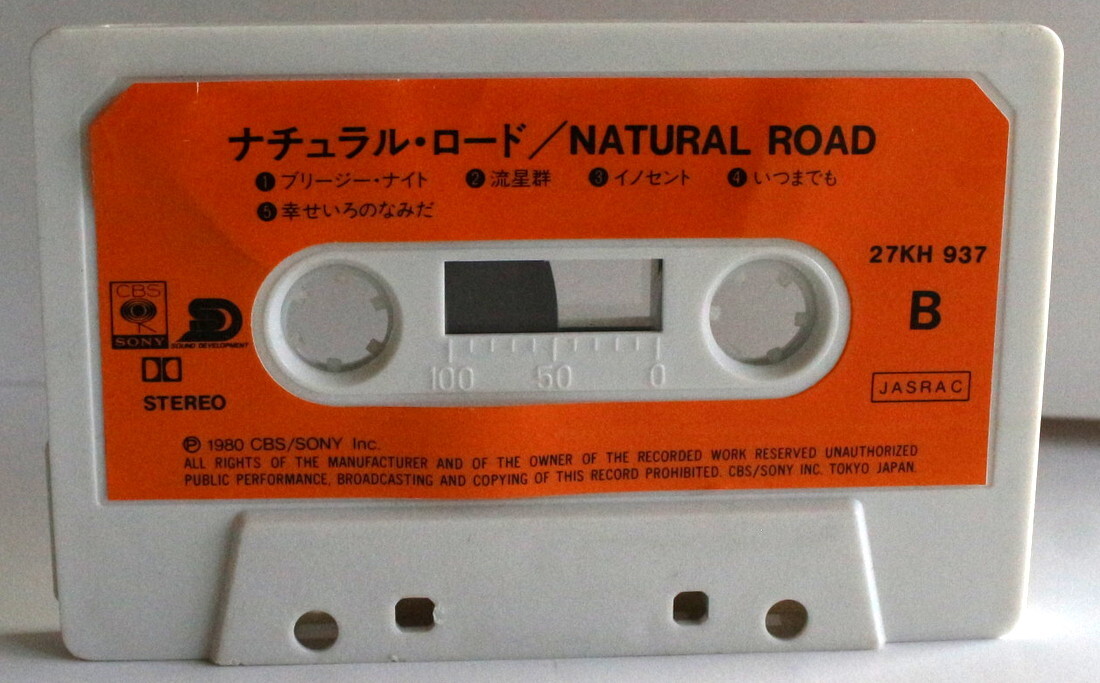 ナチュラル・ロード／NATURAL ROAD
❶ブリージー・ナイト ❷流星群 ❸イノセント ❹いつまでも
❺幸せいろのなみだ
27KH 937
CBS
SONY
SOUND DEVELOPMENT
B
STEREO
JASRAC
100 50 0
Ⓟ 1980 CBS/SONY Inc.
ALL RIGHTS OF THE MANUFACTURER AND OF THE OWNER OF THE RECORDED WORK RESERVED UNAUTHORIZED
PUBLIC PERFORMANCE, BROADCASTING AND COPYING OF THIS RECORD PROHIBITED. CBS/SONY INC. TOKYO JAPAN.